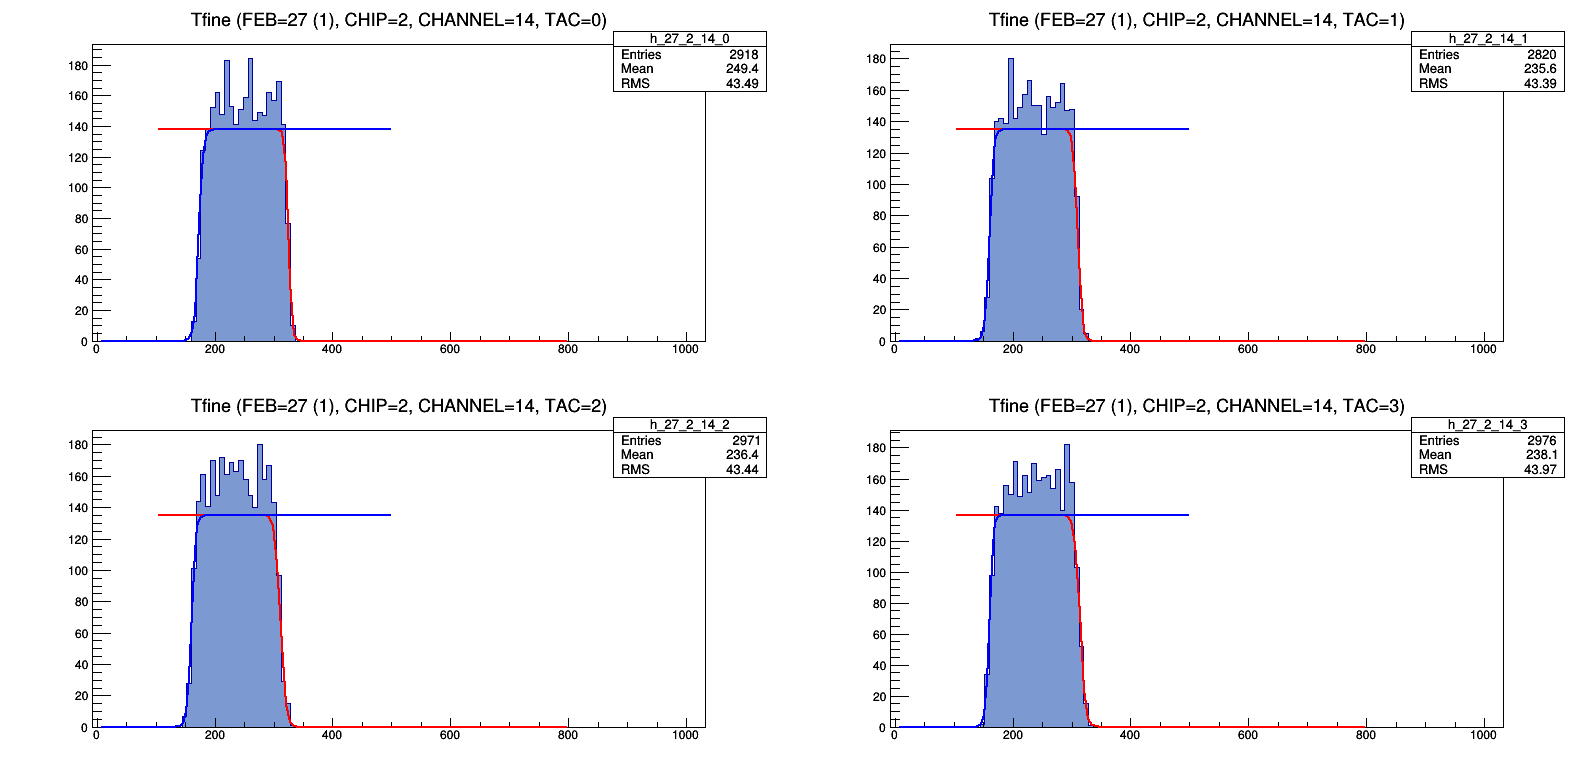 Tfine (FEB=27 (1), CHIP=2, CHANNEL=14, TAC=0)
h_27_2_14_0
Entries 2918
Mean 249.4
RMS 43.49
180
160
140
120
100
80
60
40
20
0
0 200 400 600 800 1000
Tfine (FEB=27 (1), CHIP=2, CHANNEL=14, TAC=1)
h_27_2_14_1
Entries 2820
Mean 235.6
RMS 43.39
180
160
140
120
100
80
60
40
20
0
0 200 400 600 800 1000
Tfine (FEB=27 (1), CHIP=2, CHANNEL=14, TAC=2)
h_27_2_14_2
Entries 2971
Mean 236.4
RMS 43.44
180
160
140
120
100
80
60
40
20
0
0 200 400 600 800 1000
Tfine (FEB=27 (1), CHIP=2, CHANNEL=14, TAC=3)
h_27_2_14_3
Entries 2976
Mean 238.1
RMS 43.97
180
160
140
120
100
80
60
40
20
0
0 200 400 600 800 1000